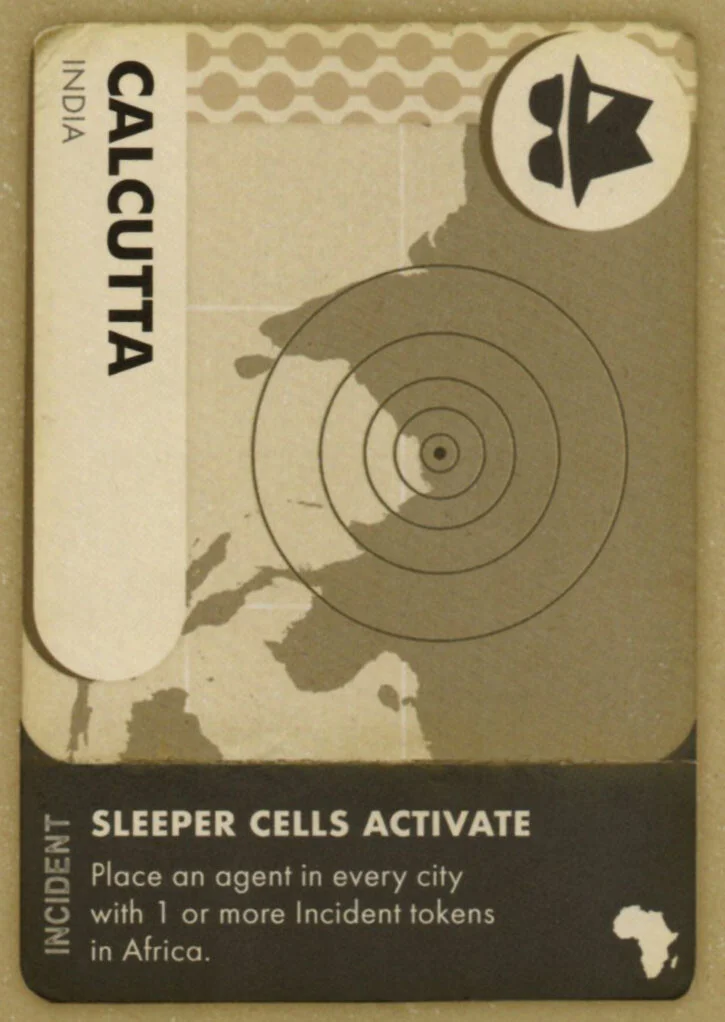 CALCUTTA
INDIA
INCIDENT
SLEEPER CELLS ACTIVATE
Place an agent in every city
with 1 or more Incident tokens
in Africa.